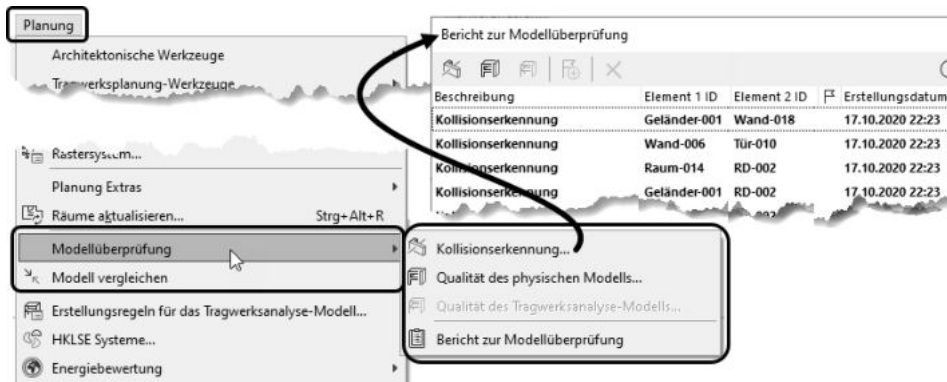 Planung
Architektonische Werkzeuge
Tragwerksplanung-Werkzeuge
Rastersystem...
Planung Extras
Räume aktualisieren... Strg+Alt+R
Modellüberprüfung
Modell vergleichen
Erstellungsregeln für das Tragwerksanalyse-Modell...
HKLSE Systeme...
Energiebewertung
Kollisionserkennung...
Qualität des physischen Modells...
Qualität des Tragwerksanalyse-Modells...
Bericht zur Modellüberprüfung
Bericht zur Modellüberprüfung
Beschreibung Element 1 ID Element 2 ID Erstellungsdatum
Kollisionserkennung Geländer-001 Wand-018 17.10.2020 22:23
Kollisionserkennung Wand-006 Tür-010 17.10.2020 22:23
Kollisionserkennung Raum-014 RD-002 17.10.2020 22:23
Kollisionserkennung Geländer-001 RD-002 17.10.2020 22:23